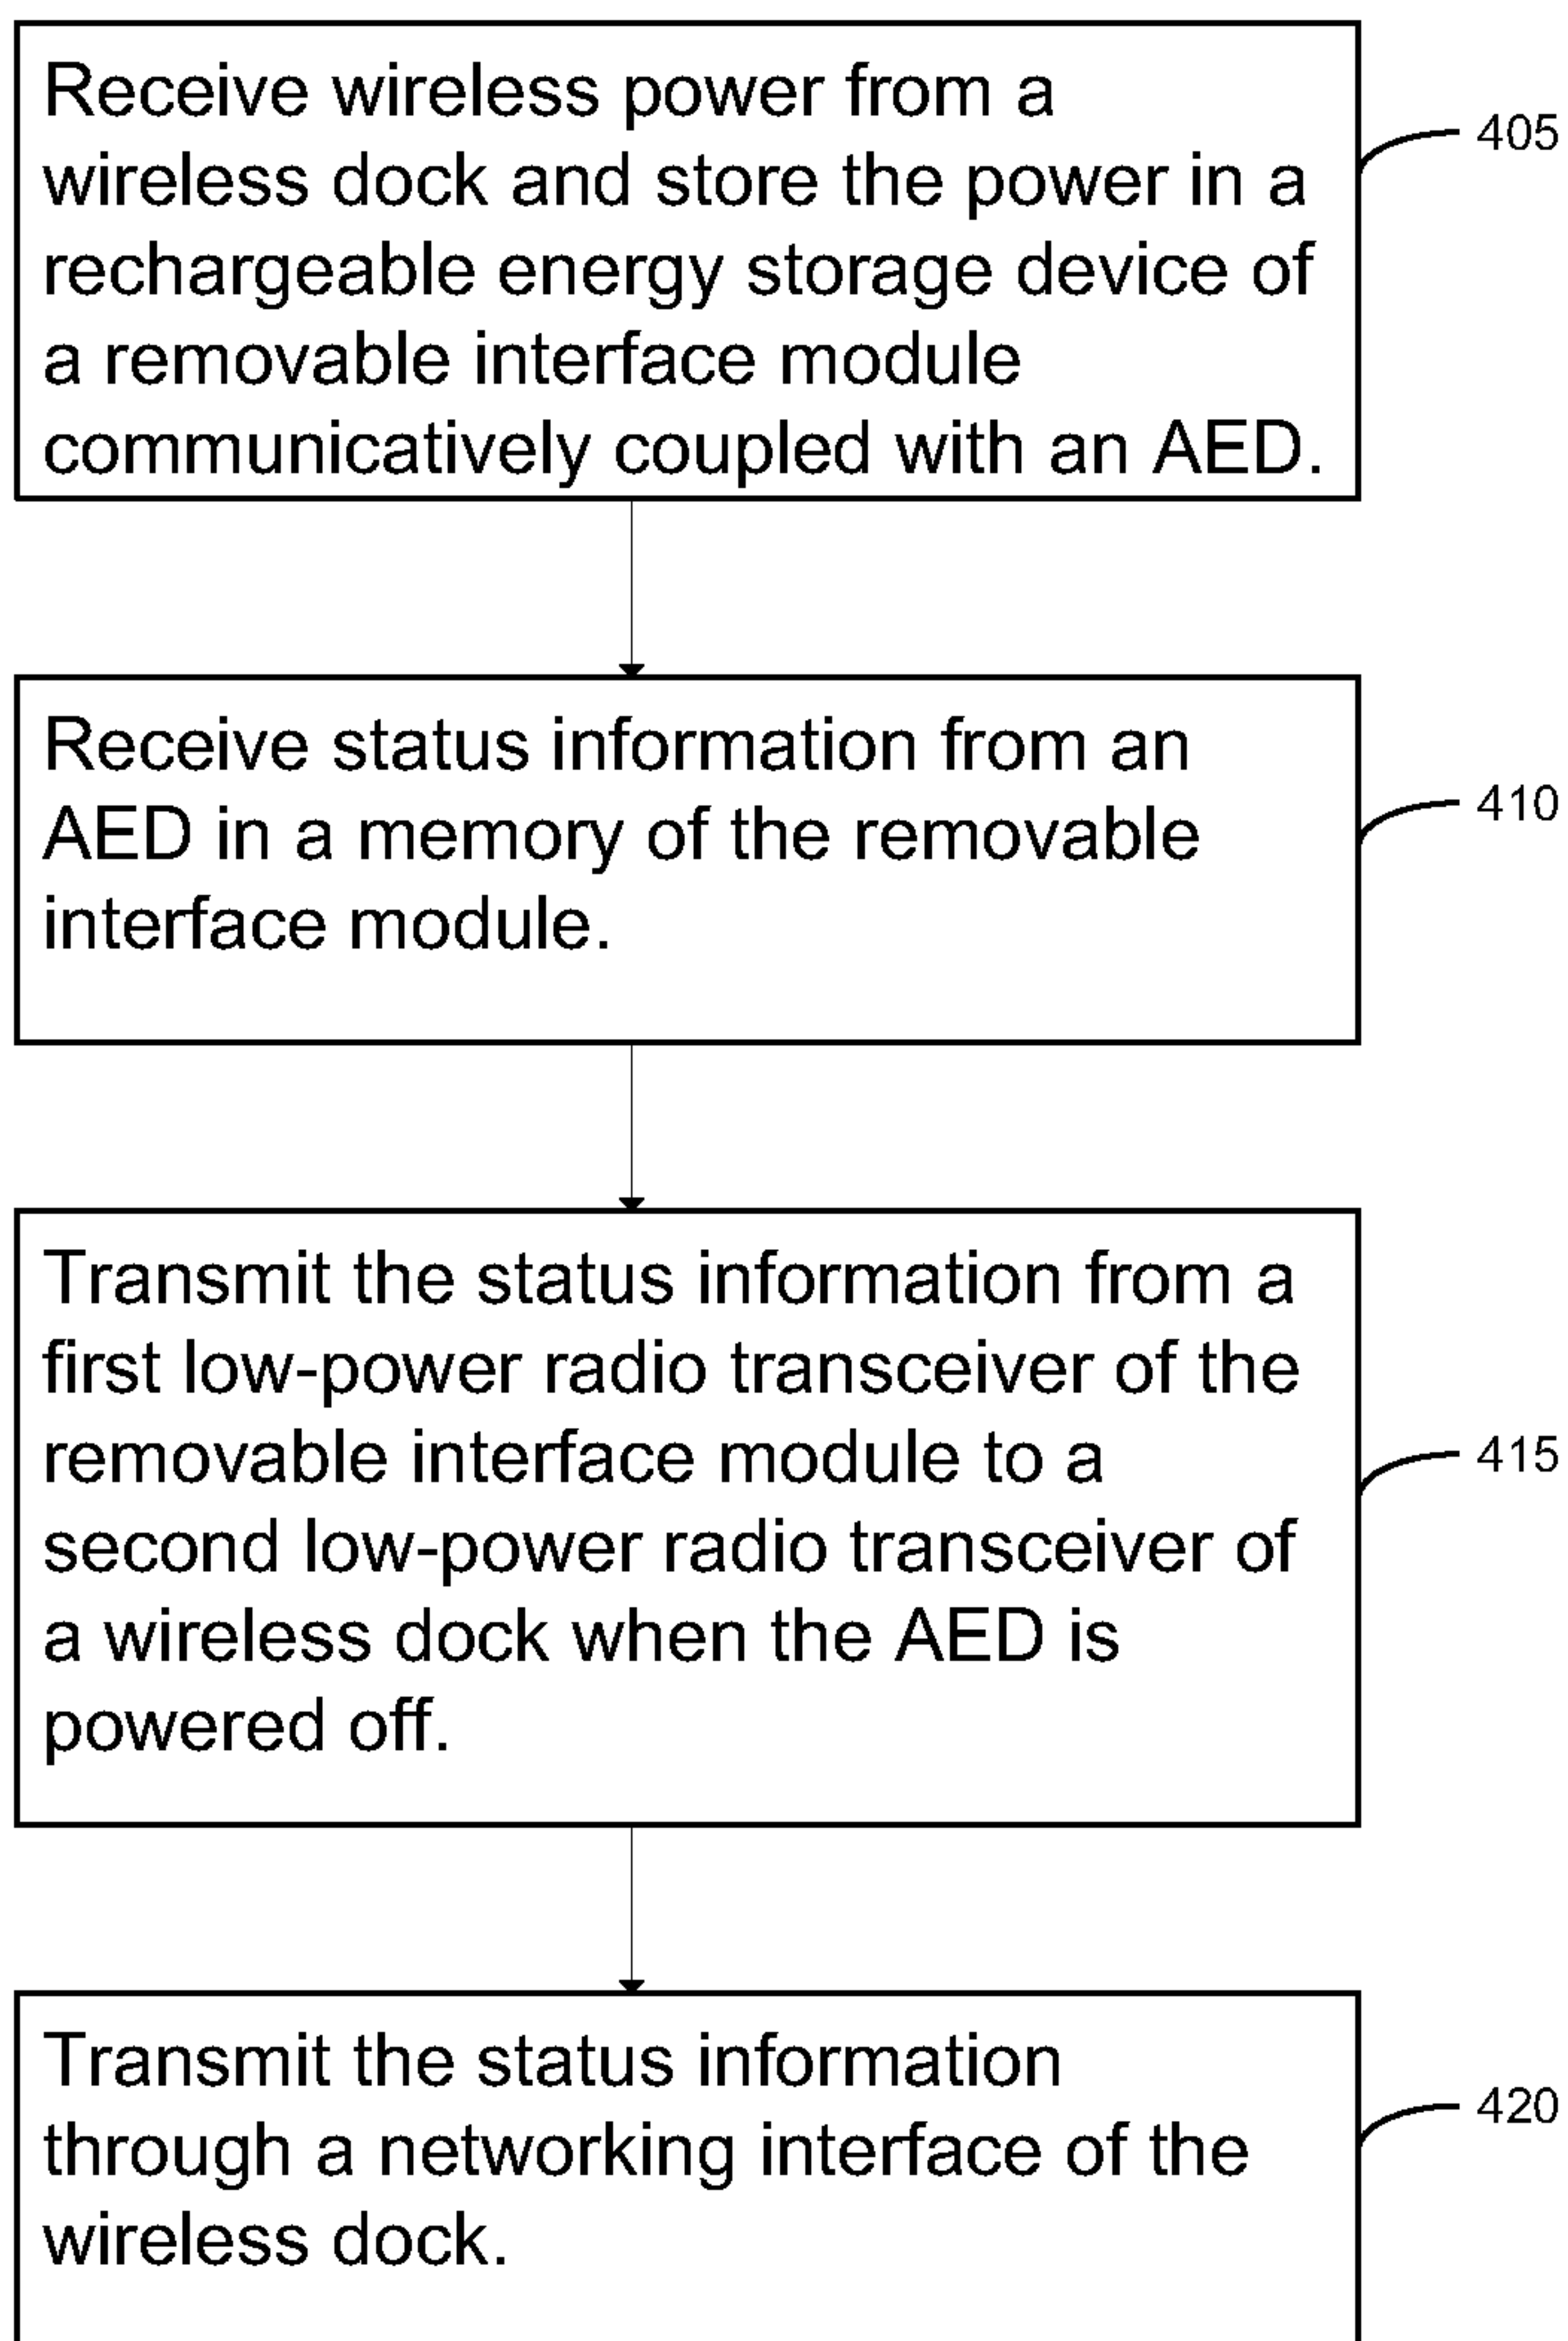 Receive wireless power from a
wireless dock and store the power in a
rechargeable energy storage device of
a removable interface module
communicatively coupled with an AED.
405
Receive status information from an
AED in a memory of the removable
interface module.
410
Transmit the status information from a
first low-power radio transceiver of the
removable interface module to a
second low-power radio transceiver of
a wireless dock when the AED is
powered off.
415
Transmit the status information
through a networking interface of the
wireless dock.
420